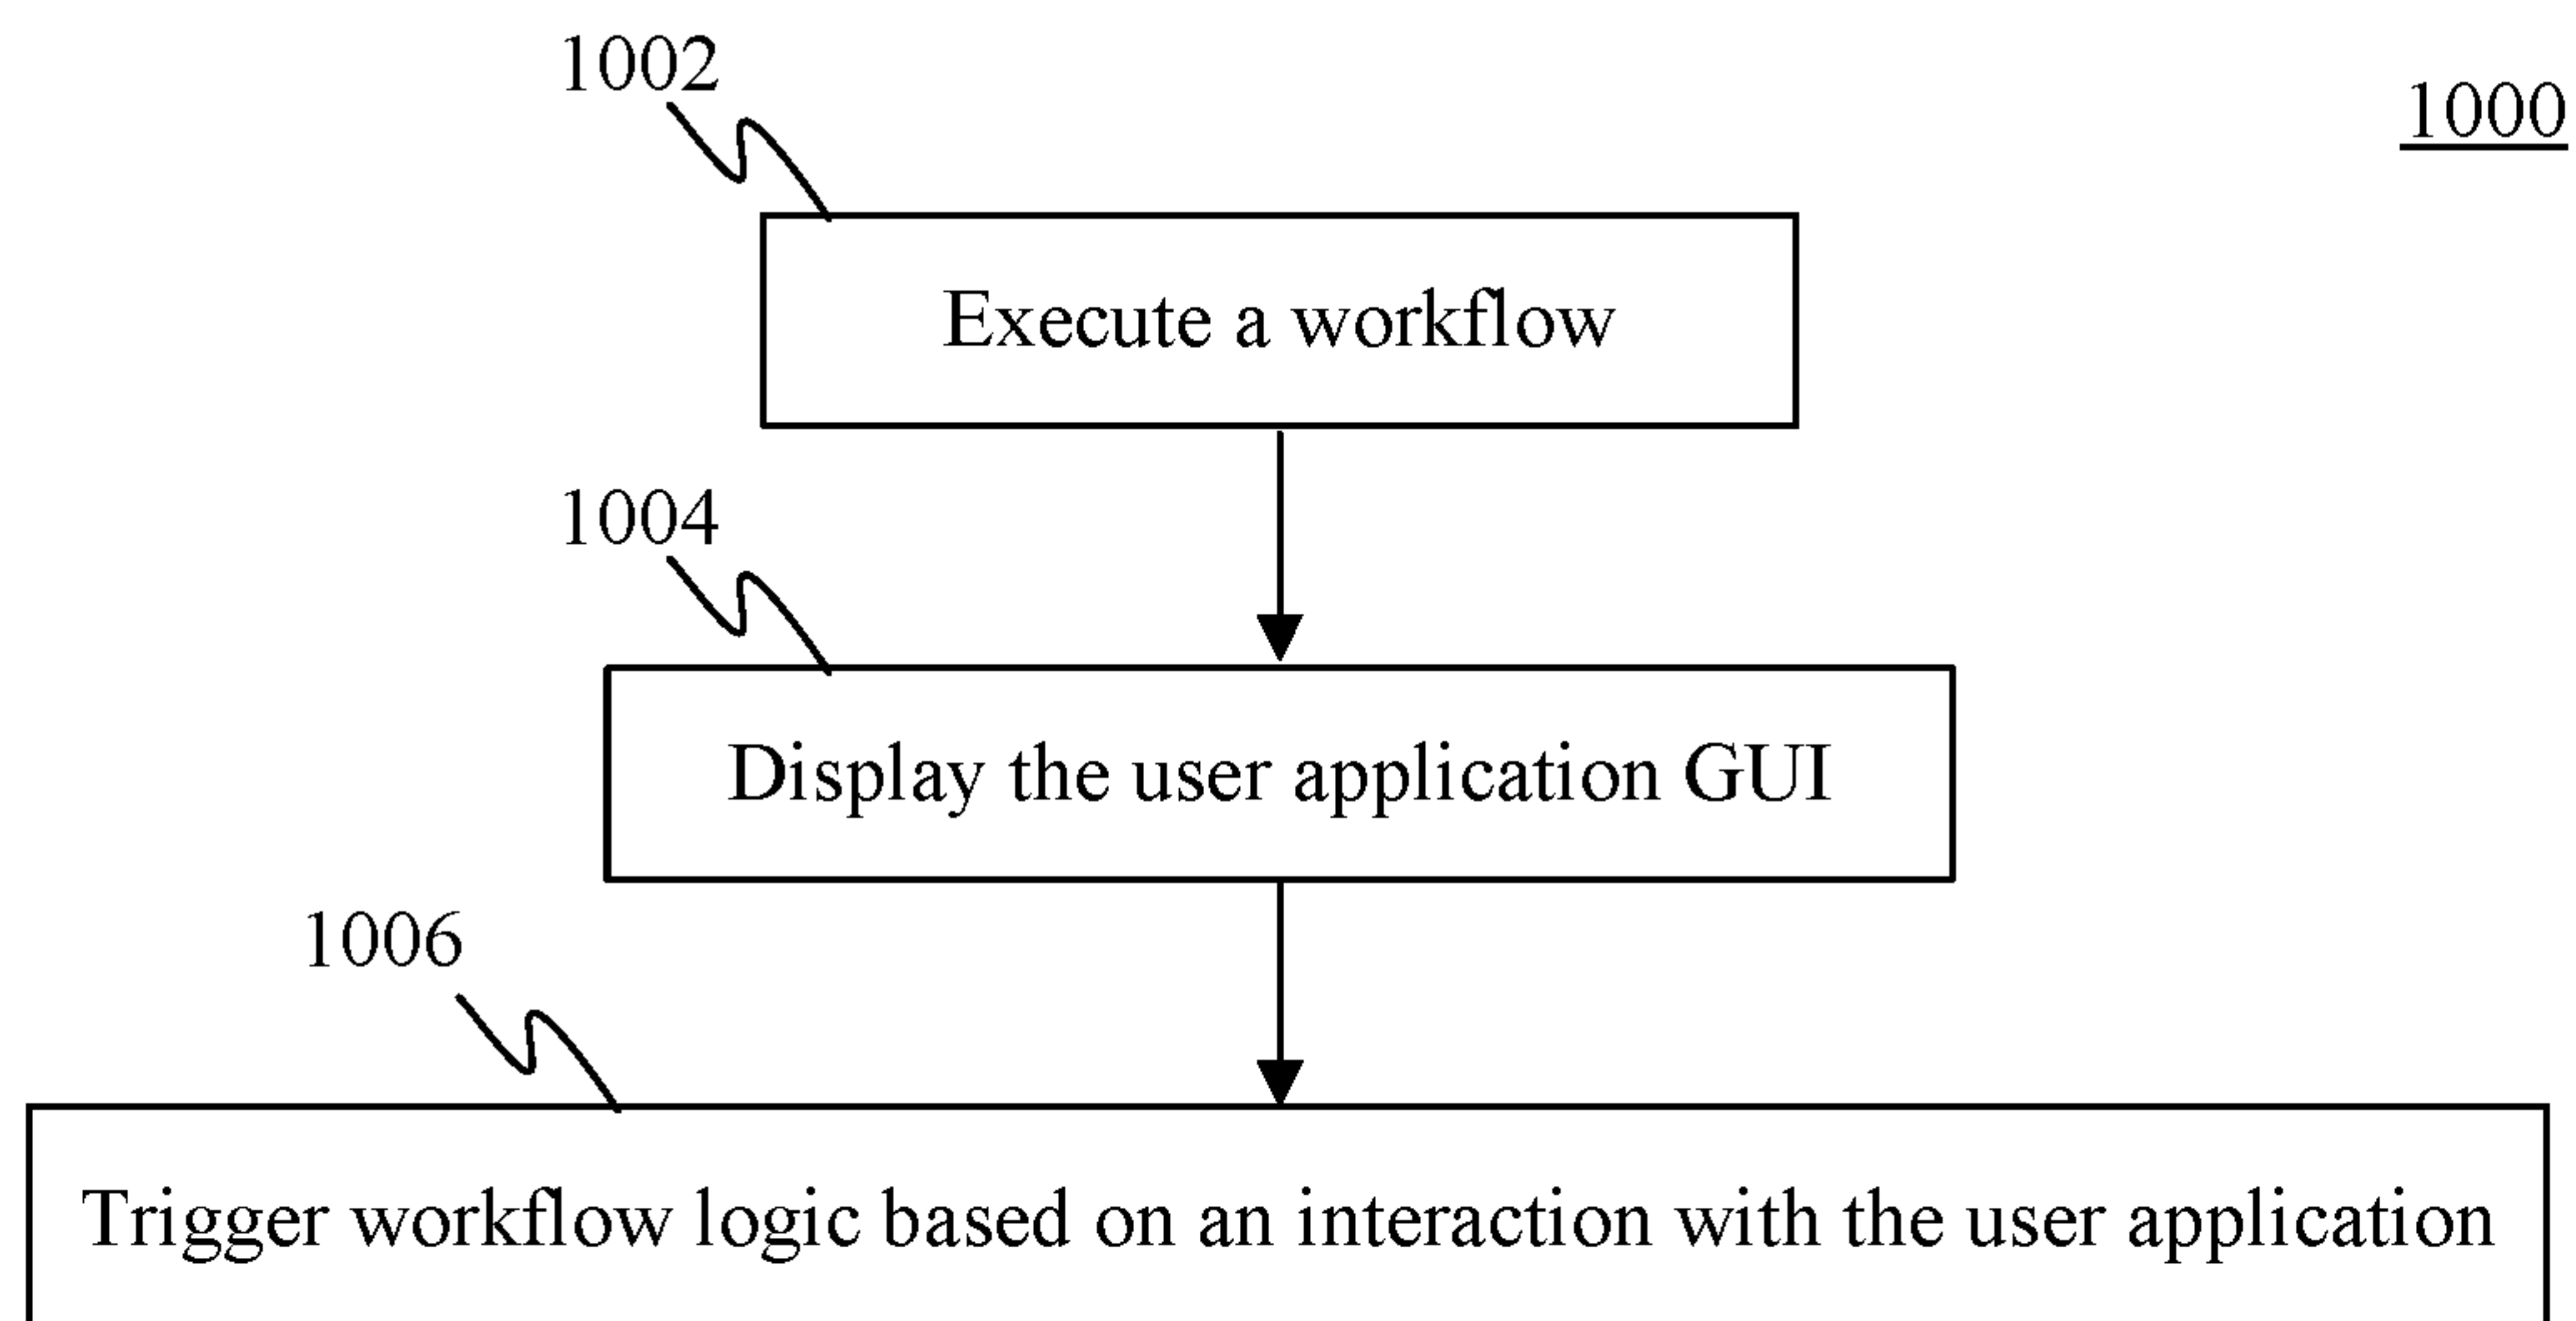 1002
1000
Execute a workflow
1004
Display the user application GUI
1006
Trigger workflow logic based on an interaction with the user application